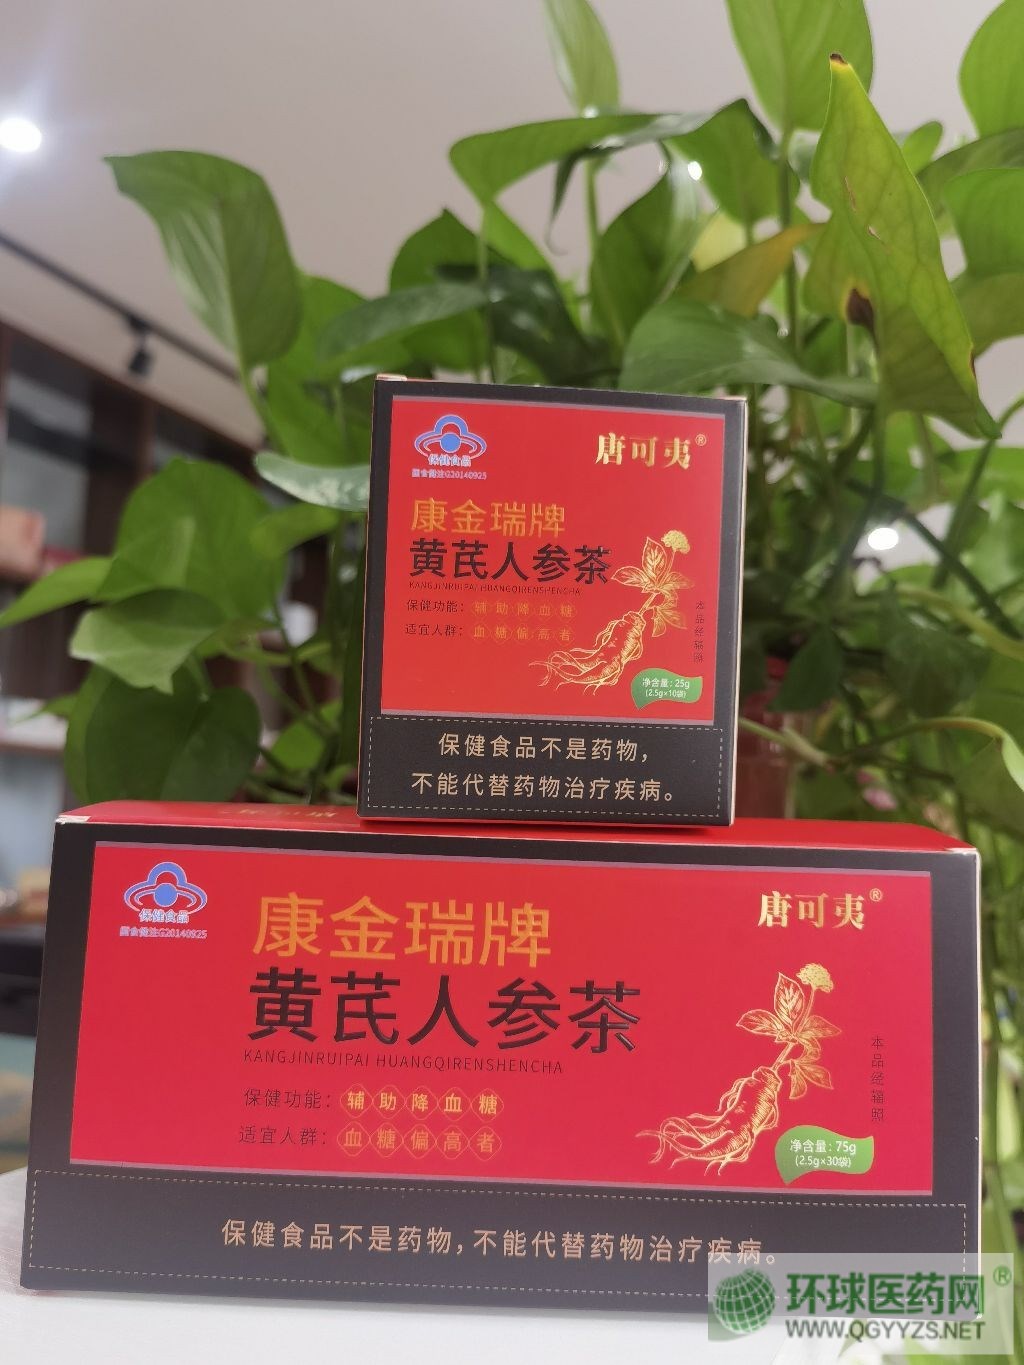 保健食品
国食健注G20140925
唐可夷®
康金瑞牌
黄芪人参茶
KANGJINRUIPAI HUANGQIRENSHENCHA
保健功能：辅助降血糖
适宜人群：血糖偏高者
本品经辐照
净含量：25g
(2.5g×10袋)
保健食品不是药物，
不能代替药物治疗疾病。
保健食品
国食健注G20140925
唐可夷®
康金瑞牌
黄芪人参茶
KANGJINRUIPAI HUANGQIRENSHENCHA
保健功能：辅助降血糖
适宜人群：血糖偏高者
本品经辐照
净含量：75g
(2.5g×30袋)
保健食品不是药物，不能代替药物治疗疾病。
环球医药网®
WWW.QGYYZS.NET